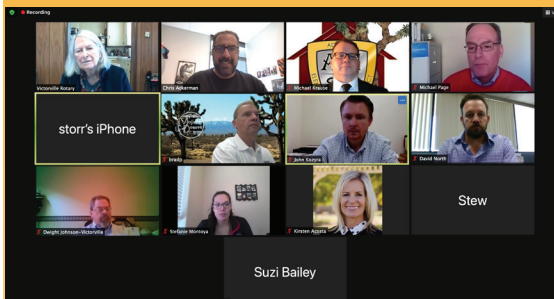 Recording
Victorville Rotary
Chris Ackerman
Michael Krause
Michael Page
storr's iPhone
bradp
John Kozyra
David North
Dwight Johnson-Victorville
Stefanie Montoya
Kirsten Acosta
Stew
Suzi Bailey